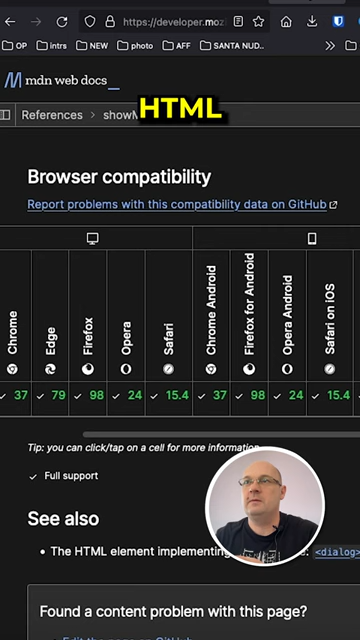 https://developer.moz
OP intrs NEW photo AFF SANTA NUD
mdn web docs_
References > show
HTML
Browser compatibility
Report problems with this compatibility data on GitHub
Chrome Edge Firefox Opera Safari Chrome Android Firefox for Android Opera Android Safari on iOS
37 79 98 24 15.4 37 98 24 15.4
Tip: you can click/tap on a cell for more information.
Full support
See also
• The HTML element implementing : <dialog>
Found a content problem with this page?